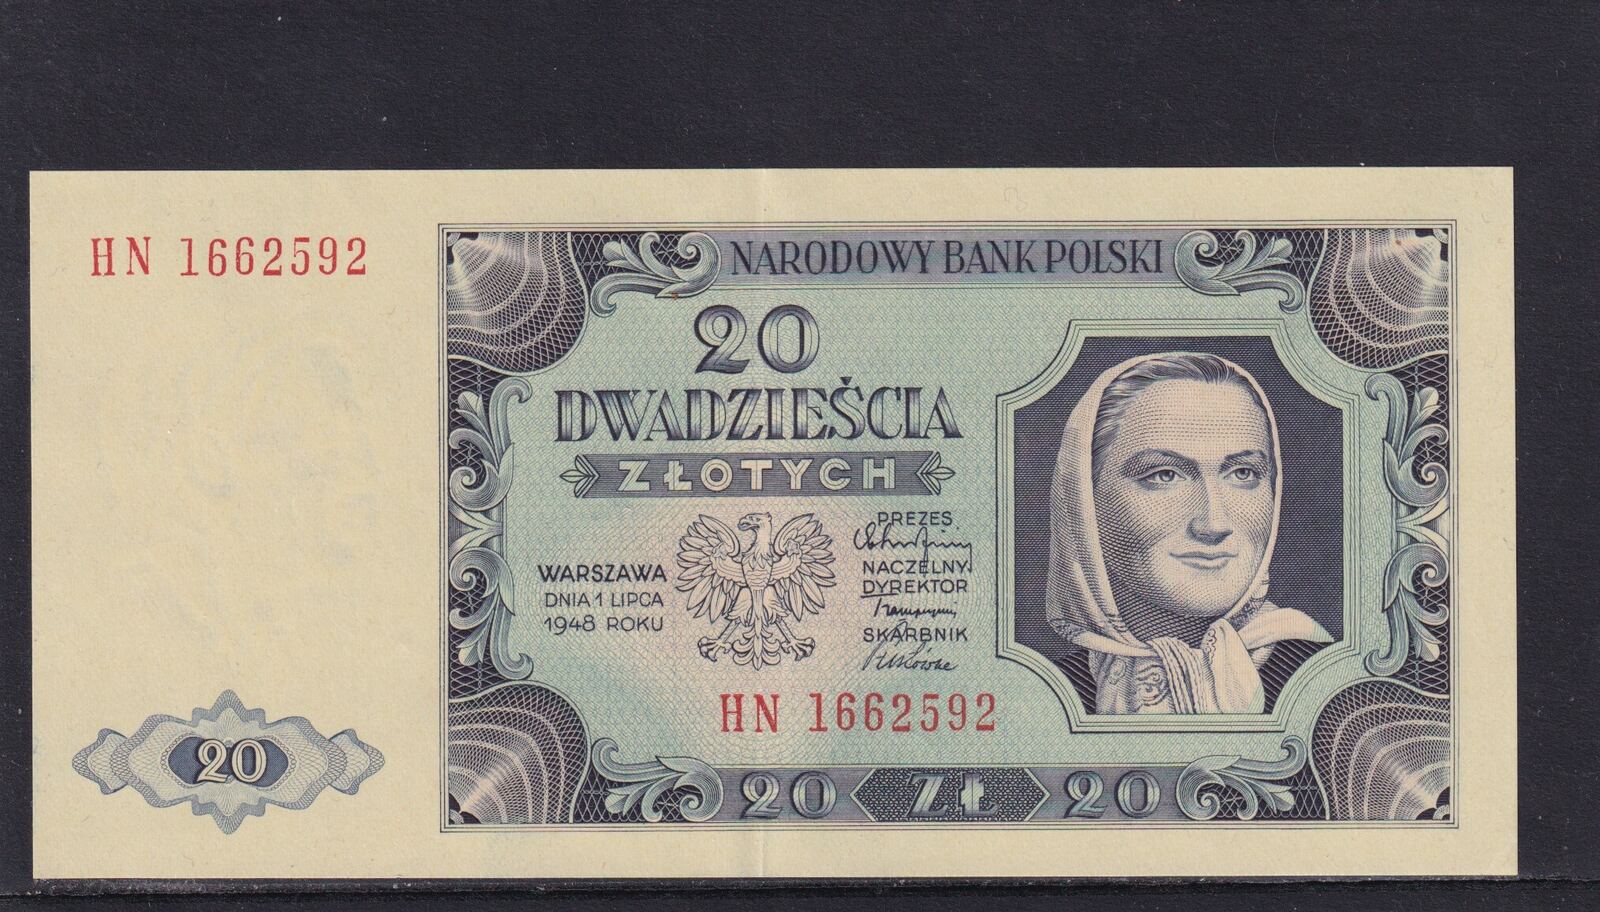 HN 1662592
NARODOWY BANK POLSKI
20
DWADZIEŚCIA
ZŁOTYCH
WARSZAWA
DNIA 1 LIPCA
1948 ROKU
PREZES
NACZELNY
DYREKTOR
SKARBNIK
HN 1662592
20
20 ZŁ 20